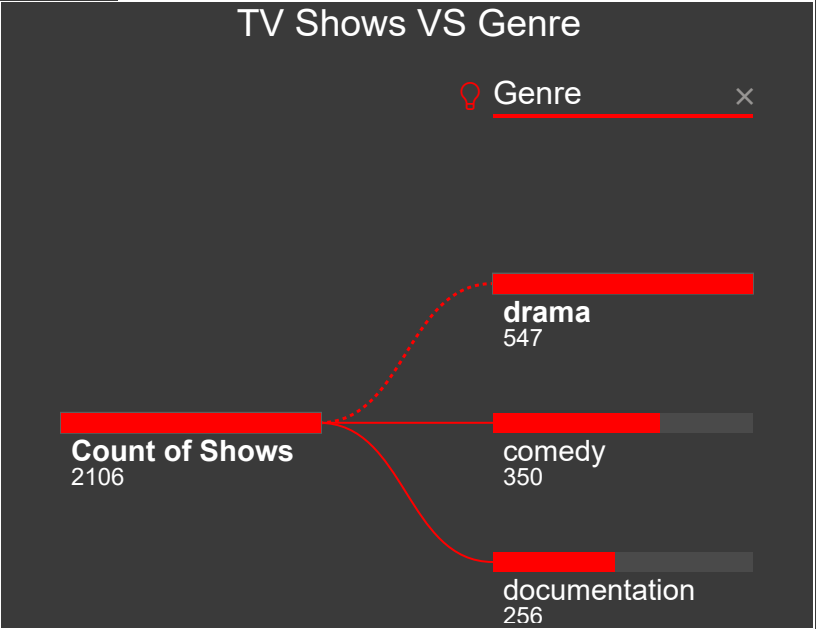 TV Shows VS Genre
Genre
drama
547
Count of Shows
2106
comedy
350
documentation
256